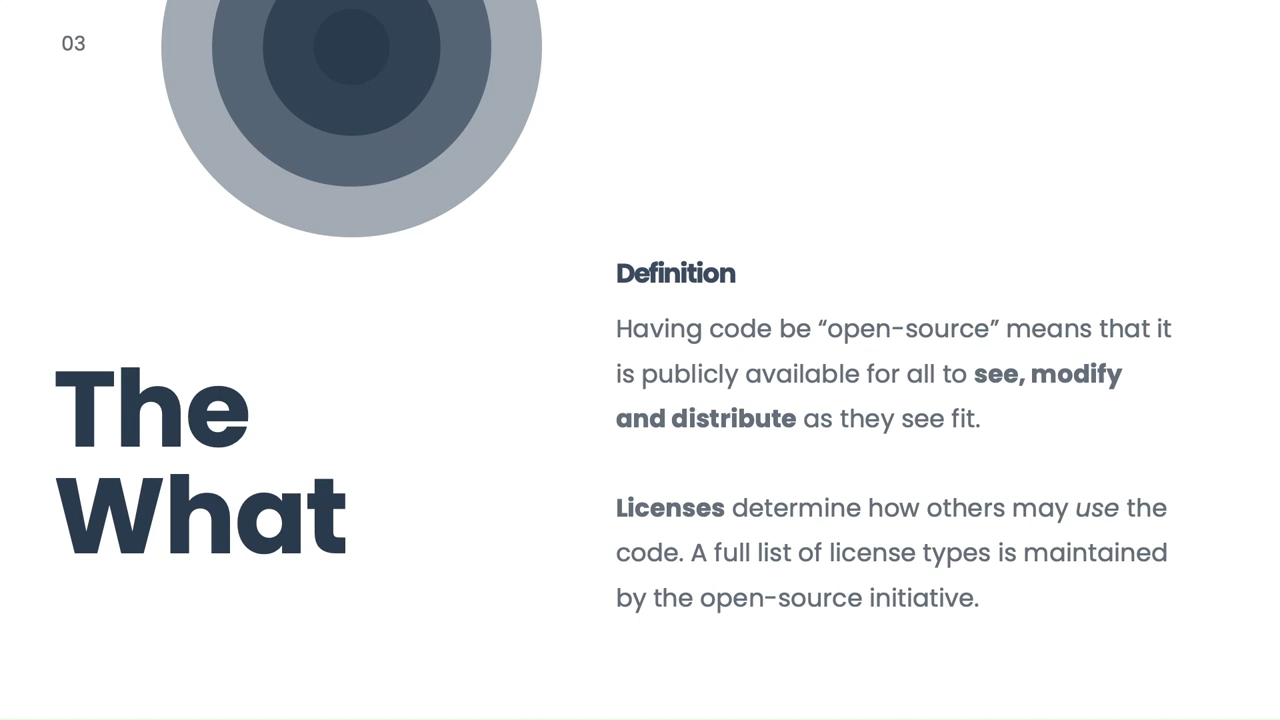 03
The
What
Definition
Having code be “open-source” means that it
is publicly available for all to see, modify
and distribute as they see fit.
Licenses determine how others may use the
code. A full list of license types is maintained
by the open-source initiative.